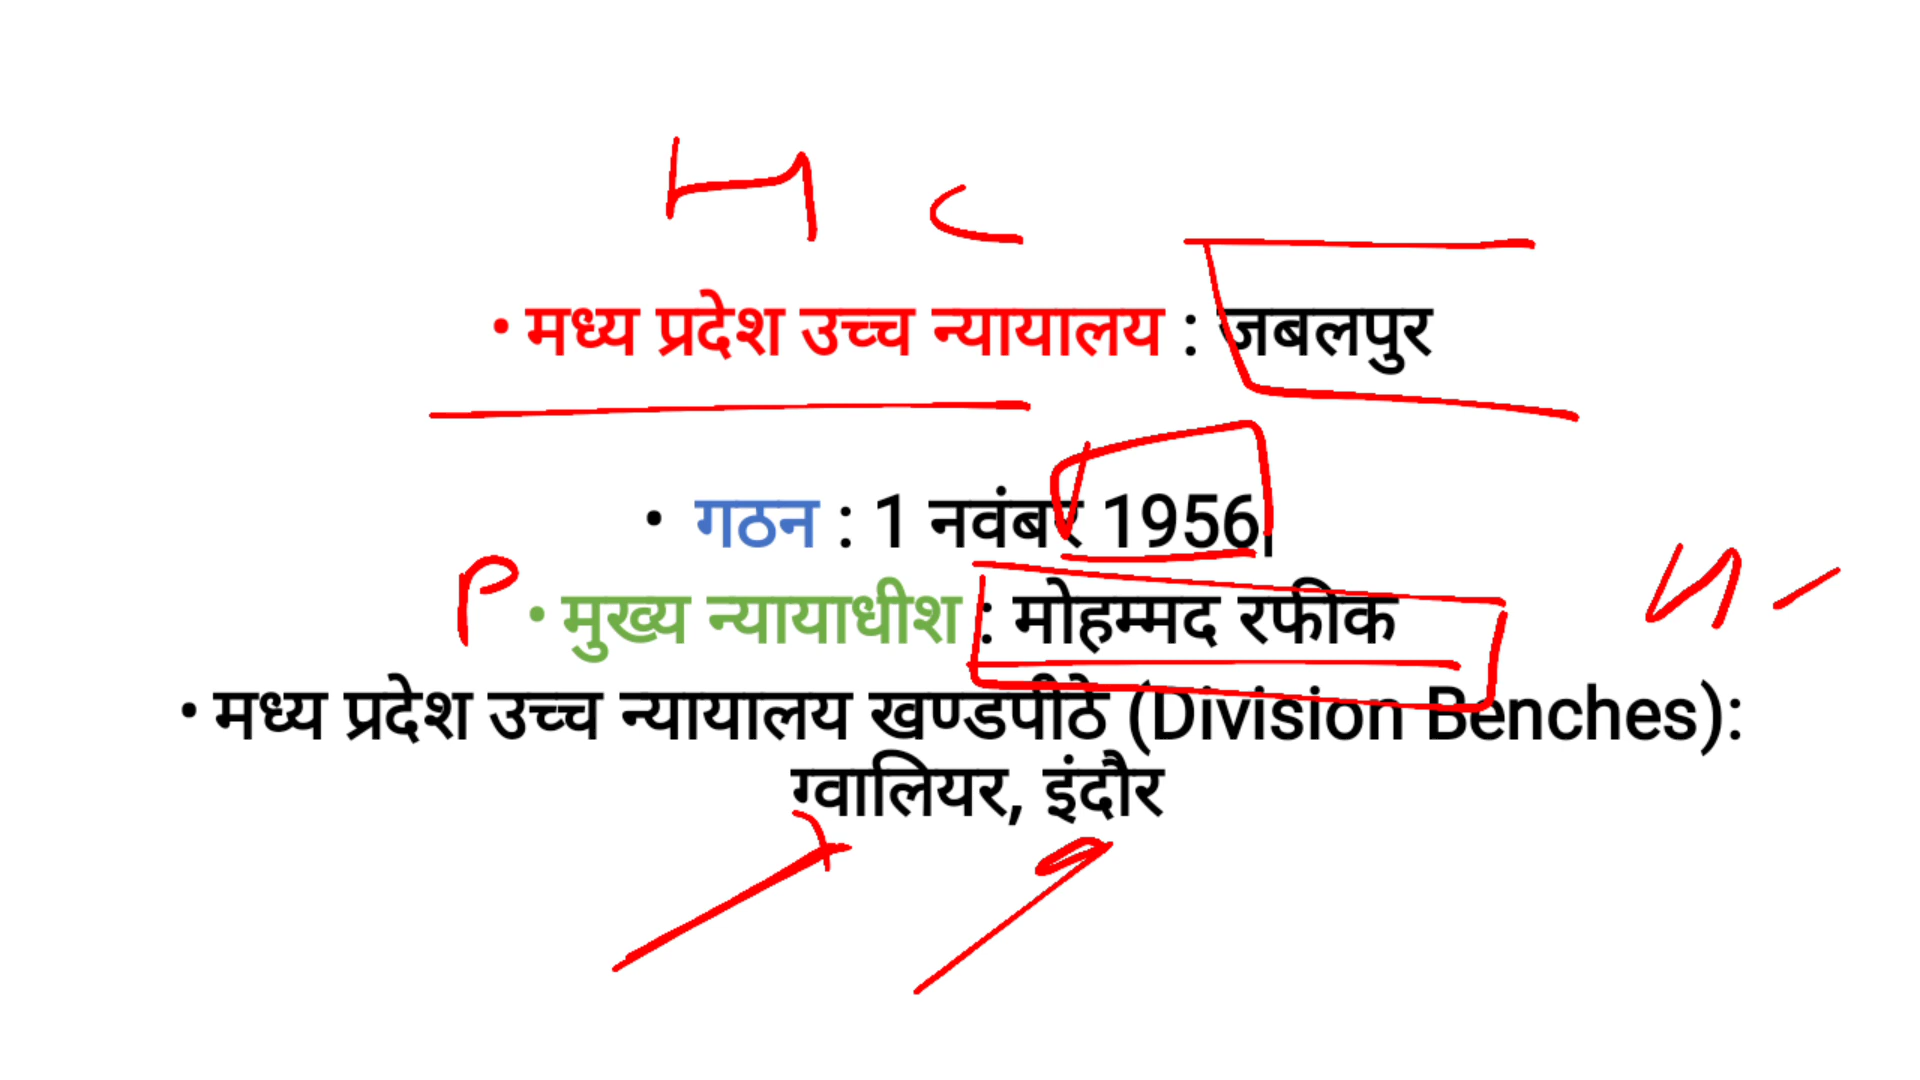 H C
• मध्य प्रदेश उच्च न्यायालय : जबलपुर
• गठन : 1 नवंबर 1956|
P
• मुख्य न्यायाधीश : मोहम्मद रफीक
• मध्य प्रदेश उच्च न्यायालय खण्डपीठे (Division Benches):
ग्वालियर, इंदौर